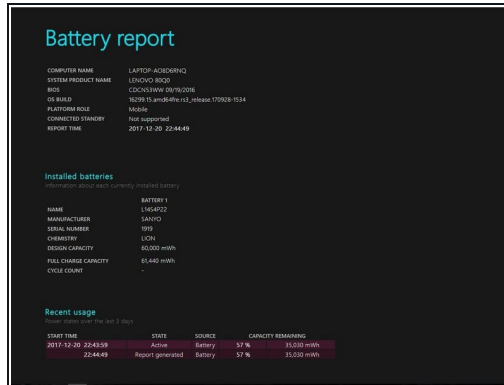 Battery report
COMPUTER NAME LAPTOP-AO8D6RNQ
SYSTEM PRODUCT NAME LENOVO 80Q0
BIOS CDCN53WW 09/19/2016
OS BUILD 16299.15.amd64fre.rs3_release.170928-1534
PLATFORM ROLE Mobile
CONNECTED STANDBY Not supported
REPORT TIME 2017-12-20 22:44:49
Installed batteries
Information about each currently installed battery
BATTERY 1
NAME L14S4P22
MANUFACTURER SANYO
SERIAL NUMBER 1919
CHEMISTRY LION
DESIGN CAPACITY 60,000 mWh
FULL CHARGE CAPACITY 61,440 mWh
CYCLE COUNT -
Recent usage
Power states over the last 3 days
START TIME STATE SOURCE CAPACITY REMAINING
2017-12-20 22:43:59 Active Battery 57 % 35,030 mWh
22:44:49 Report generated Battery 57 % 35,030 mWh